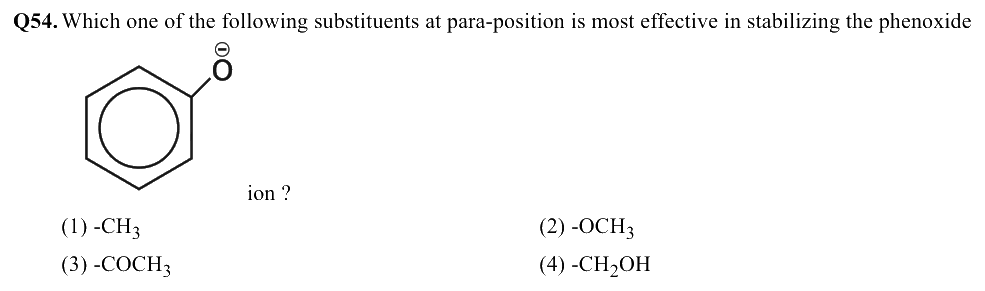 Q54. Which one of the following substituents at para-position is most effective in stabilizing the phenoxide
⊖
O
ion ?
(1) -CH₃
(2) -OCH₃
(3) -COCH₃
(4) -CH₂OH